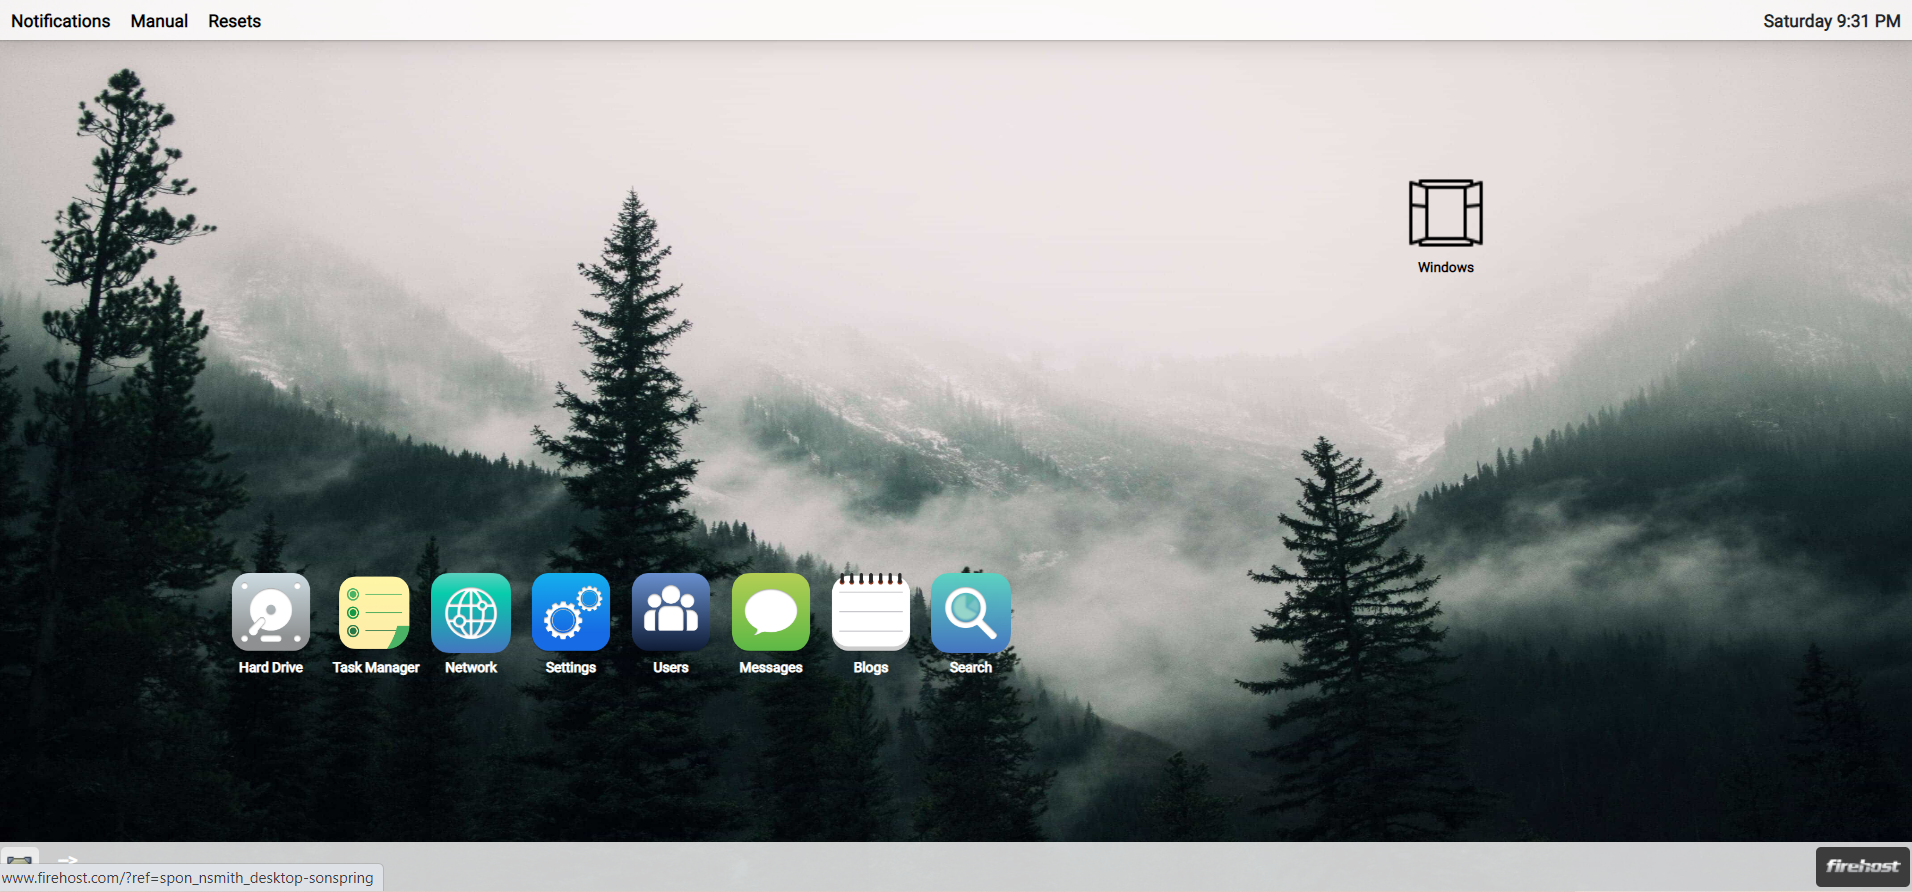 Notifications Manual Resets Saturday 9:31 PM
Windows
Hard Drive Task Manager Network Settings Users Messages Blogs Search
-->
www.firehost.com/?ref=spon_nsmith_desktop-sonspring
firehost